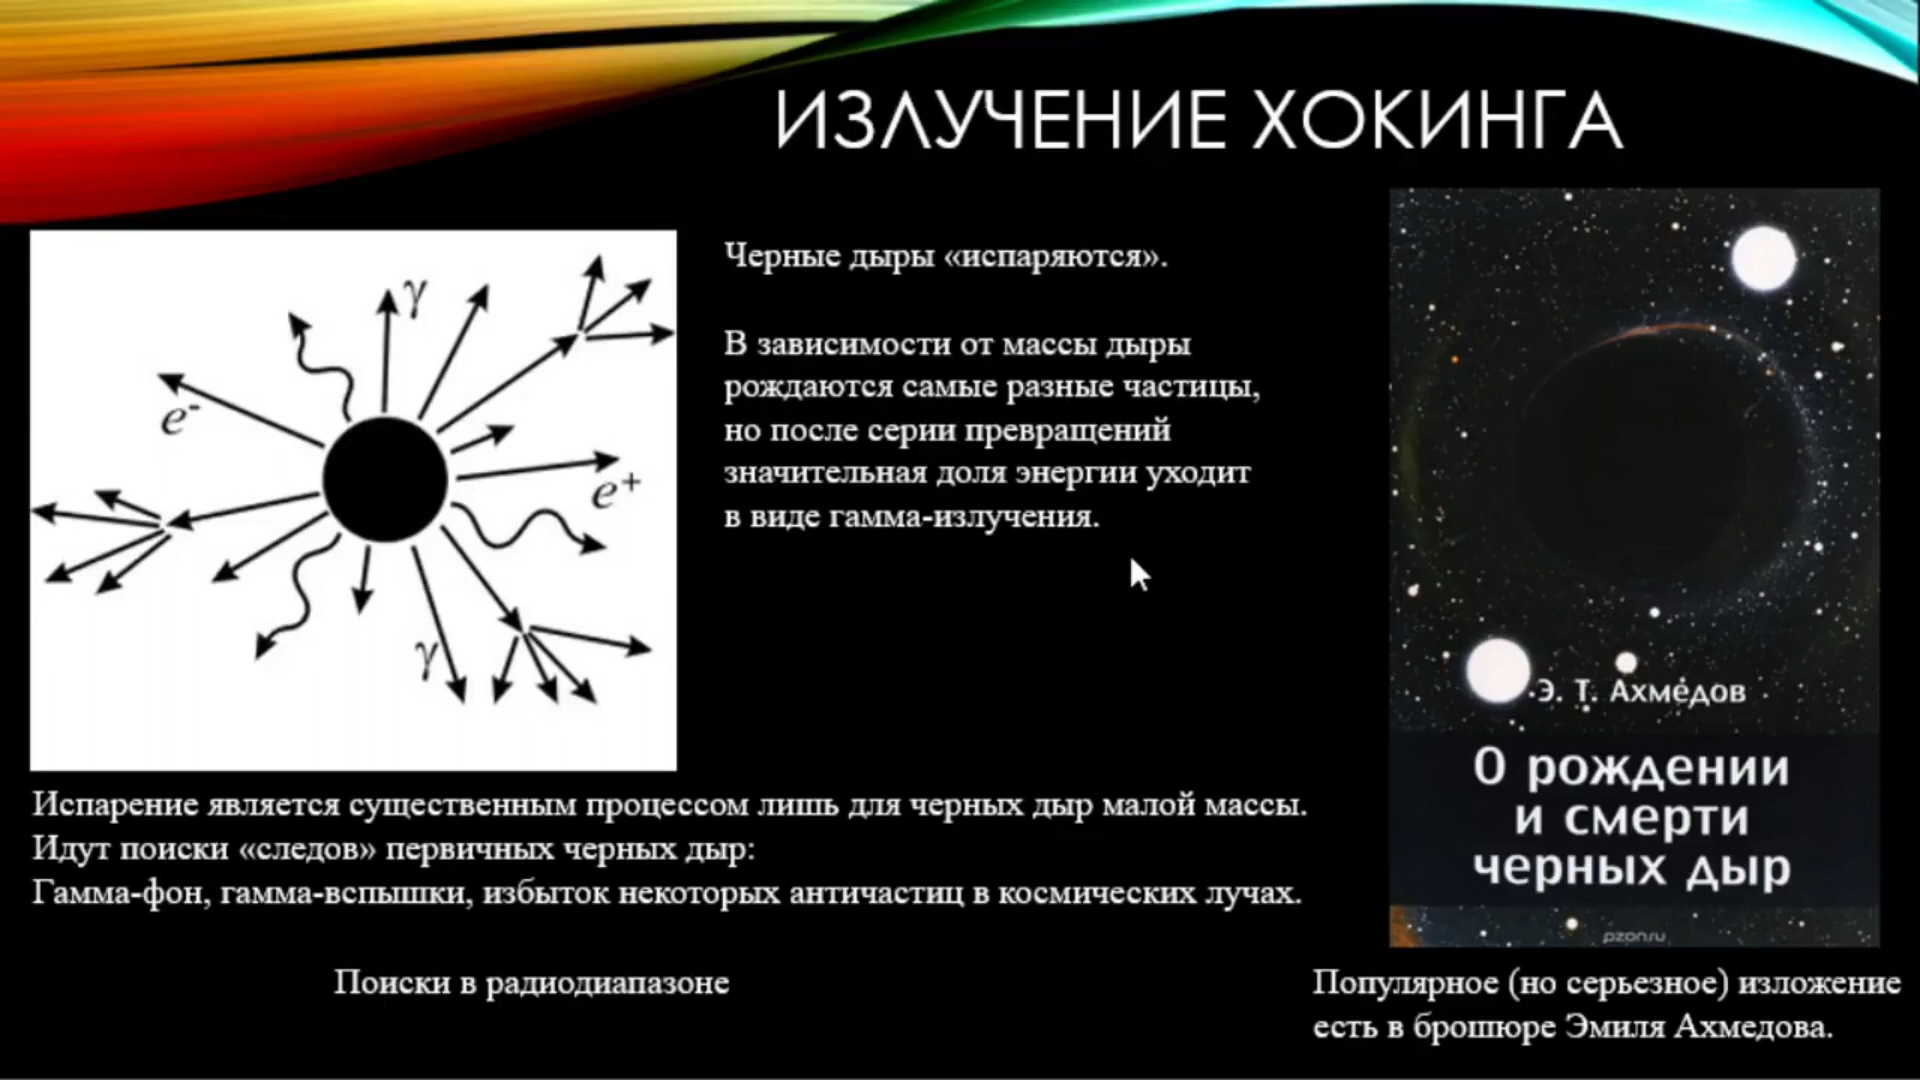 ИЗЛУЧЕНИЕ ХОКИНГА
Черные дыры «испаряются».
В зависимости от массы дыры
рождаются самые разные частицы,
но после серии превращений
значительная доля энергии уходит
в виде гамма-излучения.
γ
e⁻
e⁺
γ
Э. Т. Ахмедов
О рождении
и смерти
черных дыр
ozon.ru
Испарение является существенным процессом лишь для черных дыр малой массы.
Идут поиски «следов» первичных черных дыр:
Гамма-фон, гамма-вспышки, избыток некоторых античастиц в космических лучах.
Поиски в радиодиапазоне
Популярное (но серьезное) изложение
есть в брошюре Эмиля Ахмедова.